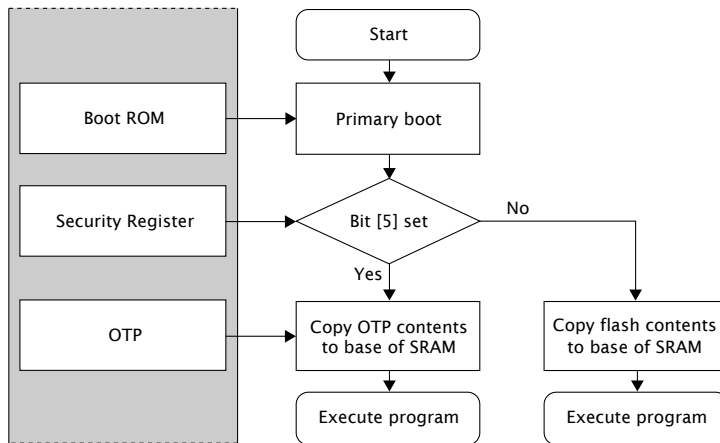 Start
Boot ROM
Primary boot
Security Register
Bit [5] set
No
Yes
OTP
Copy OTP contents
to base of SRAM
Copy flash contents
to base of SRAM
Execute program
Execute program